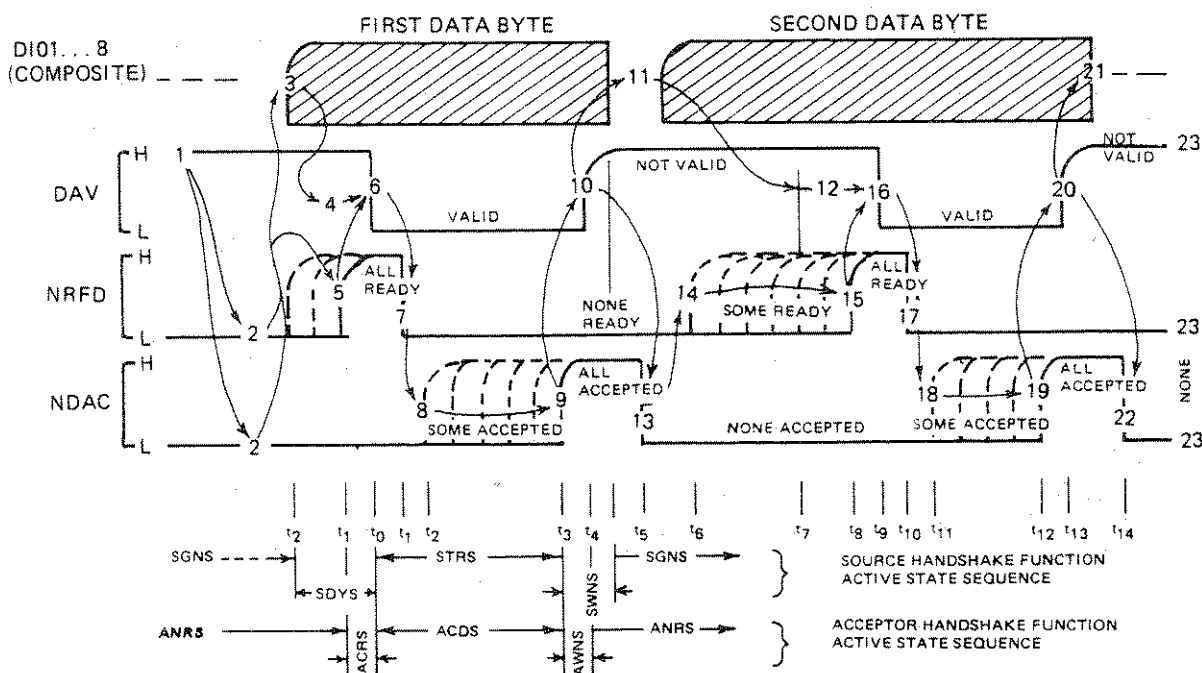 FIRST DATA BYTE
SECOND DATA BYTE
DI01...8
(COMPOSITE)
3
11
21
H
1
NOT VALID
NOT VALID
23
DAV
4
6
10
12
16
20
L
VALID
VALID
H
ALL READY
ALL READY
NRFD
5
7
NONE READY
14
SOME READY
15
17
L
2
23
H
ALL ACCEPTED
ALL ACCEPTED
NONE
NDAC
8
9
13
18
19
22
SOME ACCEPTED
NONE ACCEPTED
SOME ACCEPTED
L
2
23
t2 t1 t0 t1 t2 t3 t4 t5 t6 t7 t8 t9 t10 t11 t12 t13 t14
SGNS
STRS
SGNS
SOURCE HANDSHAKE FUNCTION
ACTIVE STATE SEQUENCE
SDYS
SWNS
ANRS
ACRS
ACDS
AWNS
ANRS
ACCEPTOR HANDSHAKE FUNCTION
ACTIVE STATE SEQUENCE